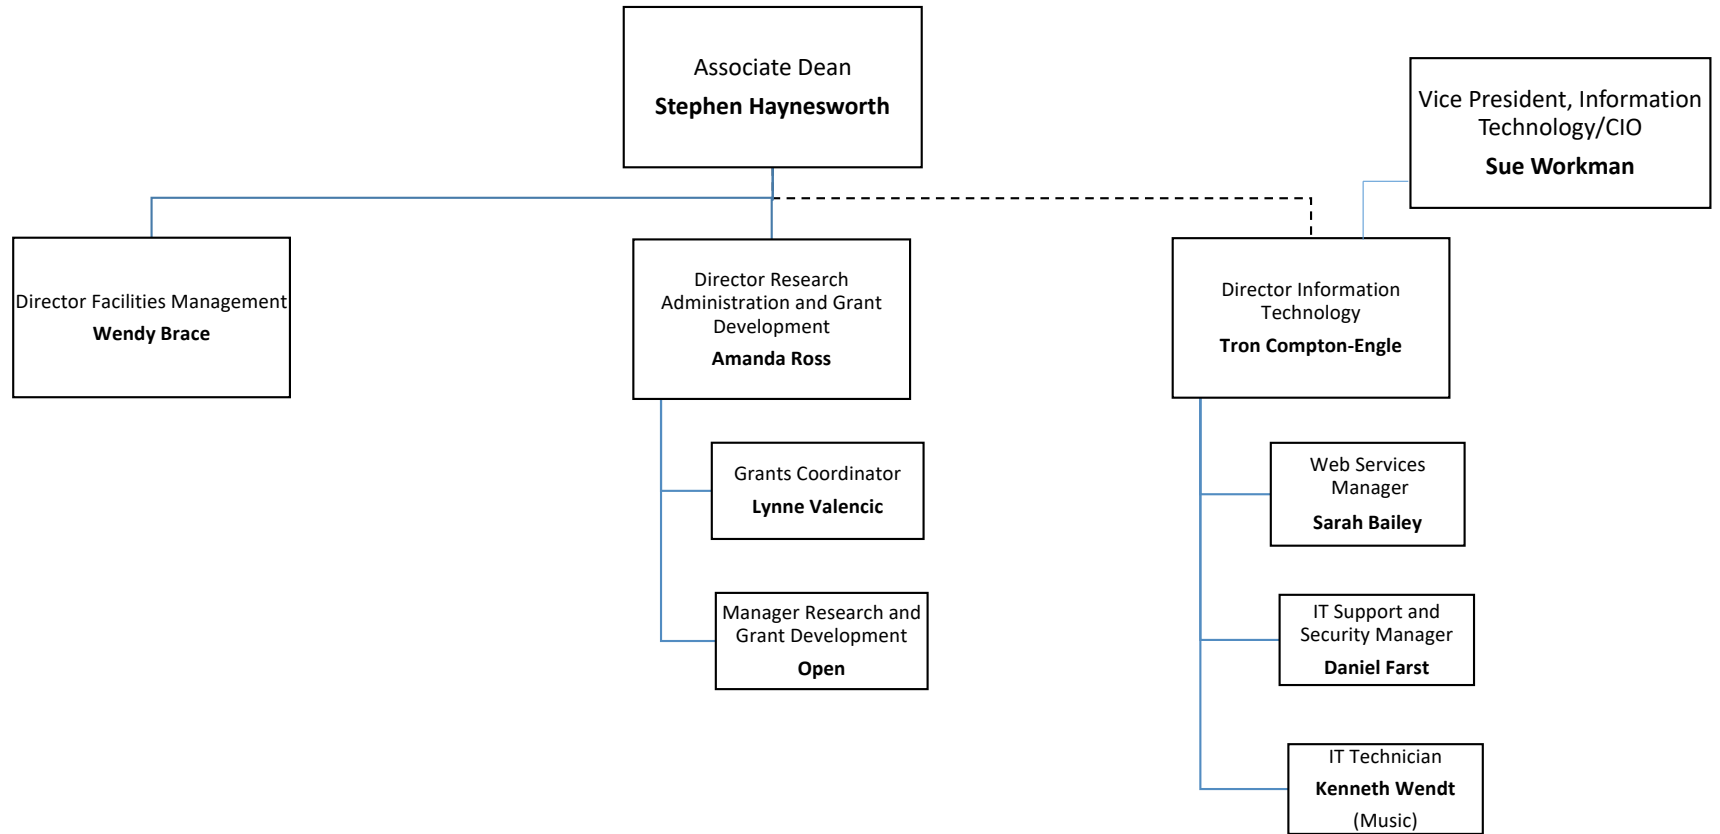 Associate Dean
Stephen Haynesworth
Vice President, Information
Technology/CIO
Sue Workman
Director Facilities Management
Wendy Brace
Director Research
Administration and Grant
Development
Amanda Ross
Director Information
Technology
Tron Compton-Engle
Grants Coordinator
Lynne Valencic
Manager Research and
Grant Development
Open
Web Services
Manager
Sarah Bailey
IT Support and
Security Manager
Daniel Farst
IT Technician
Kenneth Wendt
(Music)